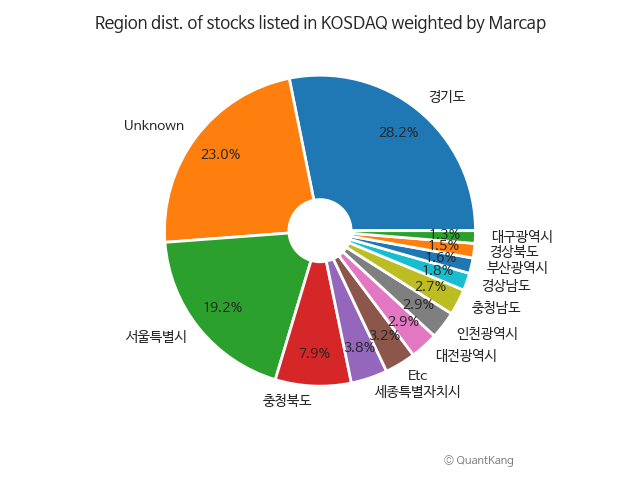 Region dist. of stocks listed in KOSDAQ weighted by Marcap
경기도
28.2%
Unknown
23.0%
서울특별시
19.2%
충청북도
7.9%
세종특별자치시
3.8%
Etc
3.2%
대전광역시
2.9%
인천광역시
2.9%
충청남도
2.7%
경상남도
1.8%
부산광역시
1.6%
경상북도
1.5%
대구광역시
1.3%
© QuantKang